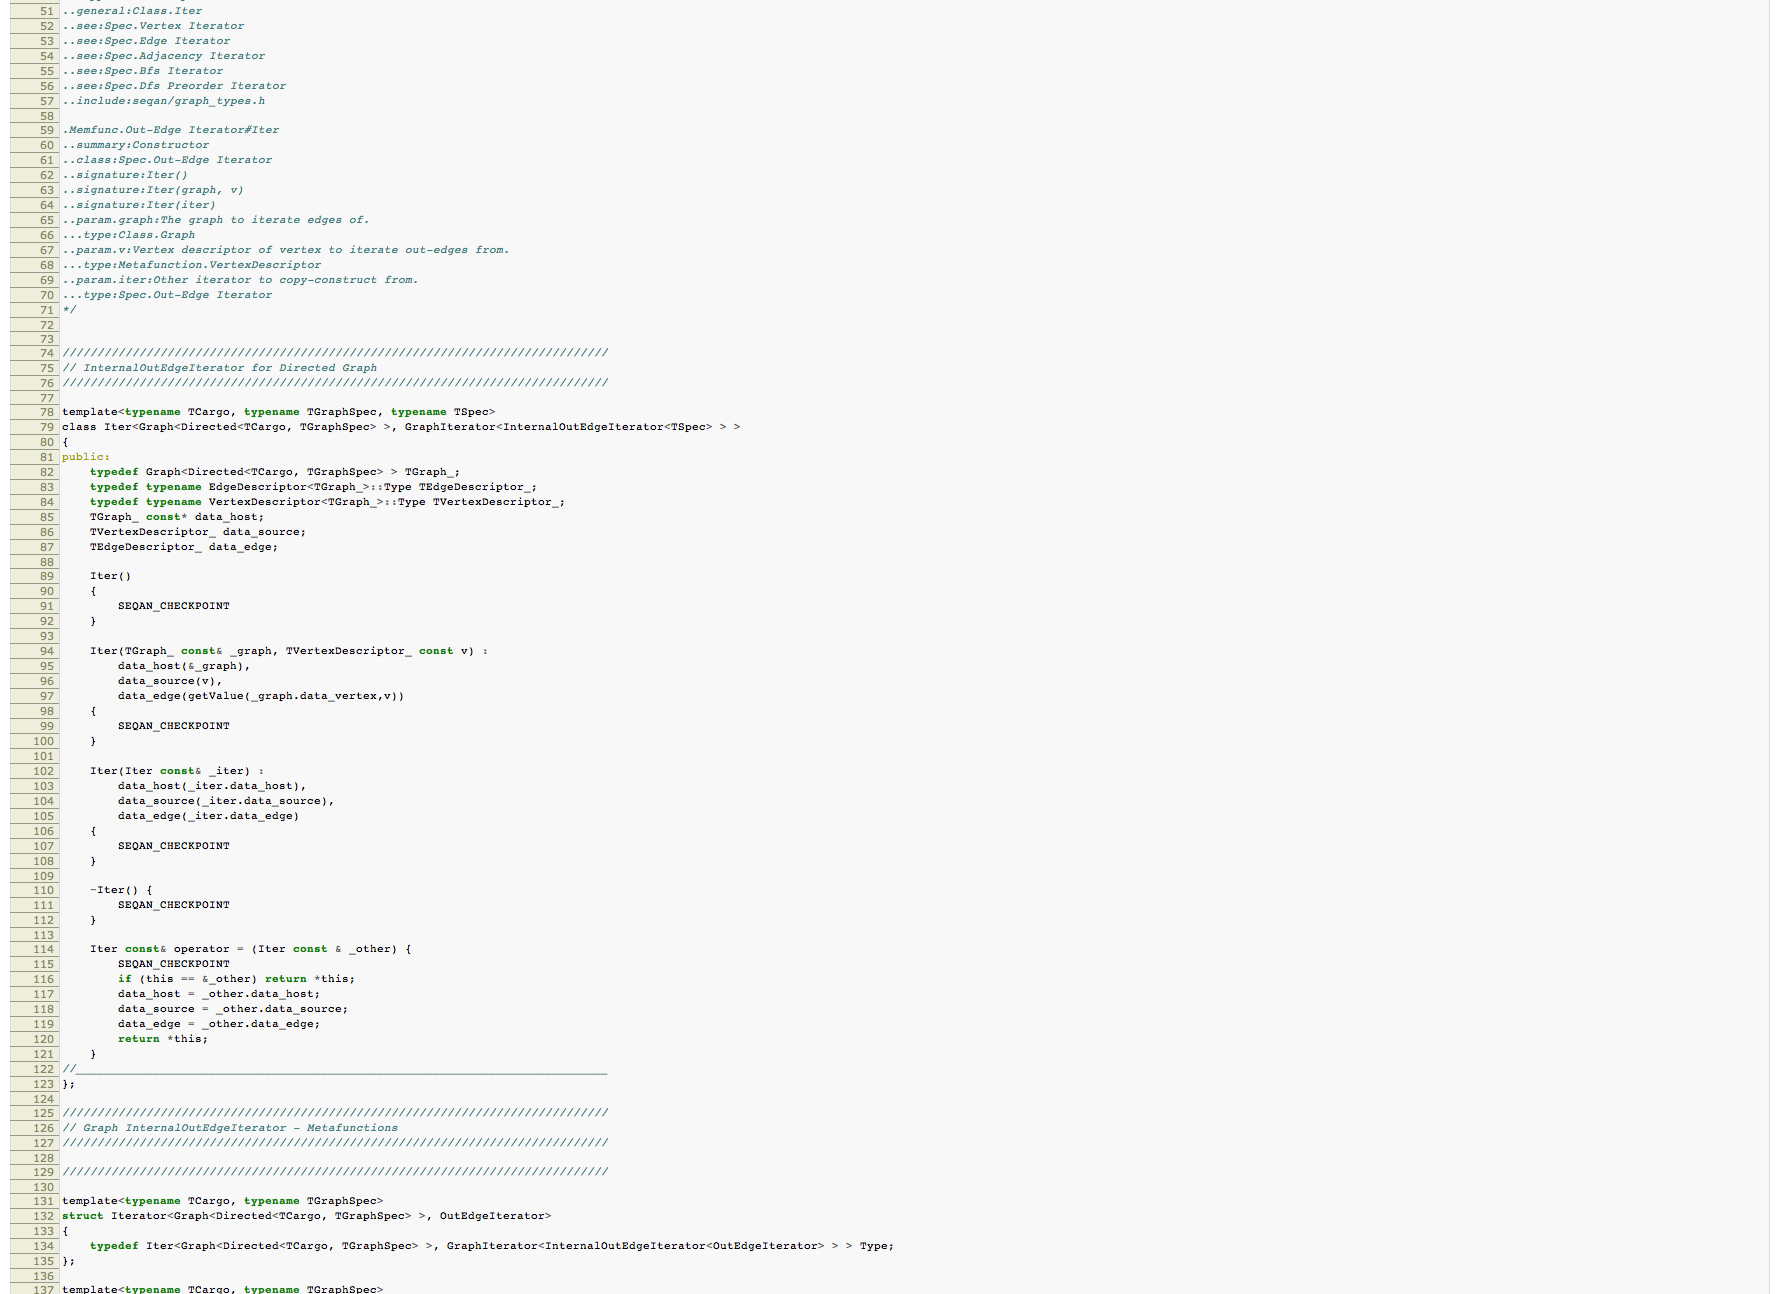 51 ..general:Class.Iter
52 ..see:Spec.Vertex Iterator
53 ..see:Spec.Edge Iterator
54 ..see:Spec.Adjacency Iterator
55 ..see:Spec.Bfs Iterator
56 ..see:Spec.Dfs Preorder Iterator
57 ..include:seqan/graph_types.h
58
59 .Memfunc.Out-Edge Iterator#Iter
60 ..summary:Constructor
61 ..class:Spec.Out-Edge Iterator
62 ..signature:Iter()
63 ..signature:Iter(graph, v)
64 ..signature:Iter(iter)
65 ..param.graph:The graph to iterate edges of.
66 ...type:Class.Graph
67 ..param.v:Vertex descriptor of vertex to iterate out-edges from.
68 ...type:Metafunction.VertexDescriptor
69 ..param.iter:Other iterator to copy-construct from.
70 ...type:Spec.Out-Edge Iterator
71 */
72
73
74 //////////////////////////////////////////////////////////////////////////////
75 // InternalOutEdgeIterator for Directed Graph
76 //////////////////////////////////////////////////////////////////////////////
77
78 template<typename TCargo, typename TGraphSpec, typename TSpec>
79 class Iter<Graph<Directed<TCargo, TGraphSpec> >, GraphIterator<InternalOutEdgeIterator<TSpec> > >
80 {
81 public:
82     typedef Graph<Directed<TCargo, TGraphSpec> > TGraph_;
83     typedef typename EdgeDescriptor<TGraph_>::Type TEdgeDescriptor_;
84     typedef typename VertexDescriptor<TGraph_>::Type TVertexDescriptor_;
85     TGraph_ const* data_host;
86     TVertexDescriptor_ data_source;
87     TEdgeDescriptor_ data_edge;
88
89     Iter()
90     {
91         SEQAN_CHECKPOINT
92     }
93
94     Iter(TGraph_ const& _graph, TVertexDescriptor_ const v) :
95         data_host(&_graph),
96         data_source(v),
97         data_edge(getValue(_graph.data_vertex,v))
98     {
99         SEQAN_CHECKPOINT
100     }
101
102     Iter(Iter const& _iter) :
103         data_host(_iter.data_host),
104         data_source(_iter.data_source),
105         data_edge(_iter.data_edge)
106     {
107         SEQAN_CHECKPOINT
108     }
109
110     ~Iter() {
111         SEQAN_CHECKPOINT
112     }
113
114     Iter const& operator = (Iter const & _other) {
115         SEQAN_CHECKPOINT
116         if (this == &_other) return *this;
117         data_host = _other.data_host;
118         data_source = _other.data_source;
119         data_edge = _other.data_edge;
120         return *this;
121     }
122 //____________________________________________________________________________
123 };
124
125 //////////////////////////////////////////////////////////////////////////////
126 // Graph InternalOutEdgeIterator - Metafunctions
127 //////////////////////////////////////////////////////////////////////////////
128
129 //////////////////////////////////////////////////////////////////////////////
130
131 template<typename TCargo, typename TGraphSpec>
132 struct Iterator<Graph<Directed<TCargo, TGraphSpec> >, OutEdgeIterator>
133 {
134     typedef Iter<Graph<Directed<TCargo, TGraphSpec> >, GraphIterator<InternalOutEdgeIterator<OutEdgeIterator> > > Type;
135 };
136
137 template<typename TCargo, typename TGraphSpec>